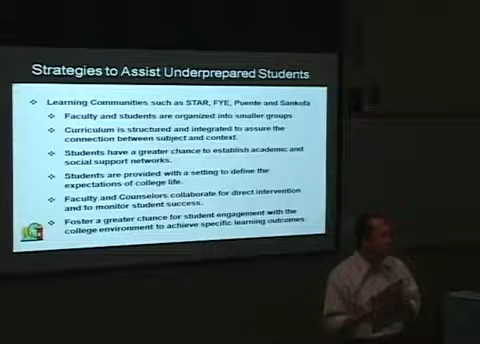 Strategies to Assist Underprepared Students
❖ Learning Communities such as STAR, FYE, Puente and Sankofa
❖ Faculty and students are organized into smaller groups
❖ Curriculum is structured and integrated to assure the
connection between subject and context.
❖ Students have a greater chance to establish academic and
social support networks.
❖ Students are provided with a setting to define the
expectations of college life.
❖ Faculty and Counselors collaborate for direct intervention
and to monitor student success.
❖ Foster a greater chance for student engagement with the
college environment to achieve specific learning outcomes